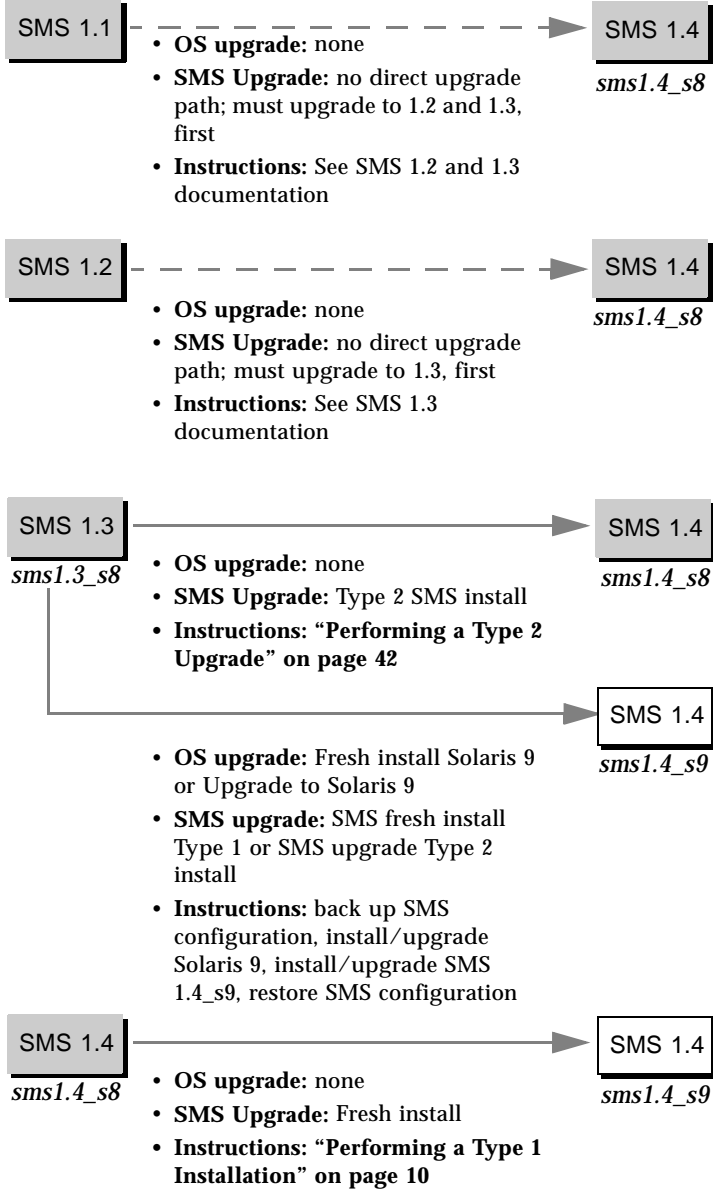 SMS 1.1
SMS 1.4
sms1.4_s8
• OS upgrade: none
• SMS Upgrade: no direct upgrade
path; must upgrade to 1.2 and 1.3,
first
• Instructions: See SMS 1.2 and 1.3
documentation
SMS 1.2
SMS 1.4
sms1.4_s8
• OS upgrade: none
• SMS Upgrade: no direct upgrade
path; must upgrade to 1.3, first
• Instructions: See SMS 1.3
documentation
SMS 1.3
sms1.3_s8
SMS 1.4
sms1.4_s8
• OS upgrade: none
• SMS Upgrade: Type 2 SMS install
• Instructions: “Performing a Type 2
Upgrade” on page 42
SMS 1.4
sms1.4_s9
• OS upgrade: Fresh install Solaris 9
or Upgrade to Solaris 9
• SMS upgrade: SMS fresh install
Type 1 or SMS upgrade Type 2
install
• Instructions: back up SMS
configuration, install/upgrade
Solaris 9, install/upgrade SMS
1.4_s9, restore SMS configuration
SMS 1.4
sms1.4_s8
SMS 1.4
sms1.4_s9
• OS upgrade: none
• SMS Upgrade: Fresh install
• Instructions: “Performing a Type 1
Installation” on page 10